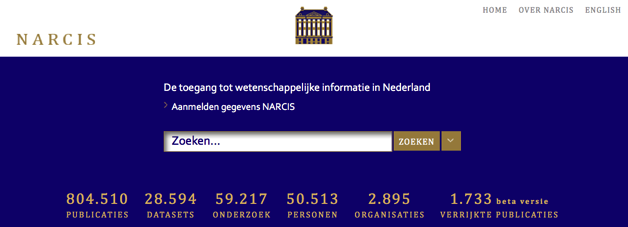 HOME OVER NARCIS ENGLISH
NARCIS
De toegang tot wetenschappelijke informatie in Nederland
Aanmelden gegevens NARCIS
Zoeken... ZOEKEN
804.510 28.594 59.217 50.513 2.895 1.733 beta versie
PUBLICATIES DATASETS ONDERZOEK PERSONEN ORGANISATIES VERRIJKTE PUBLICATIES